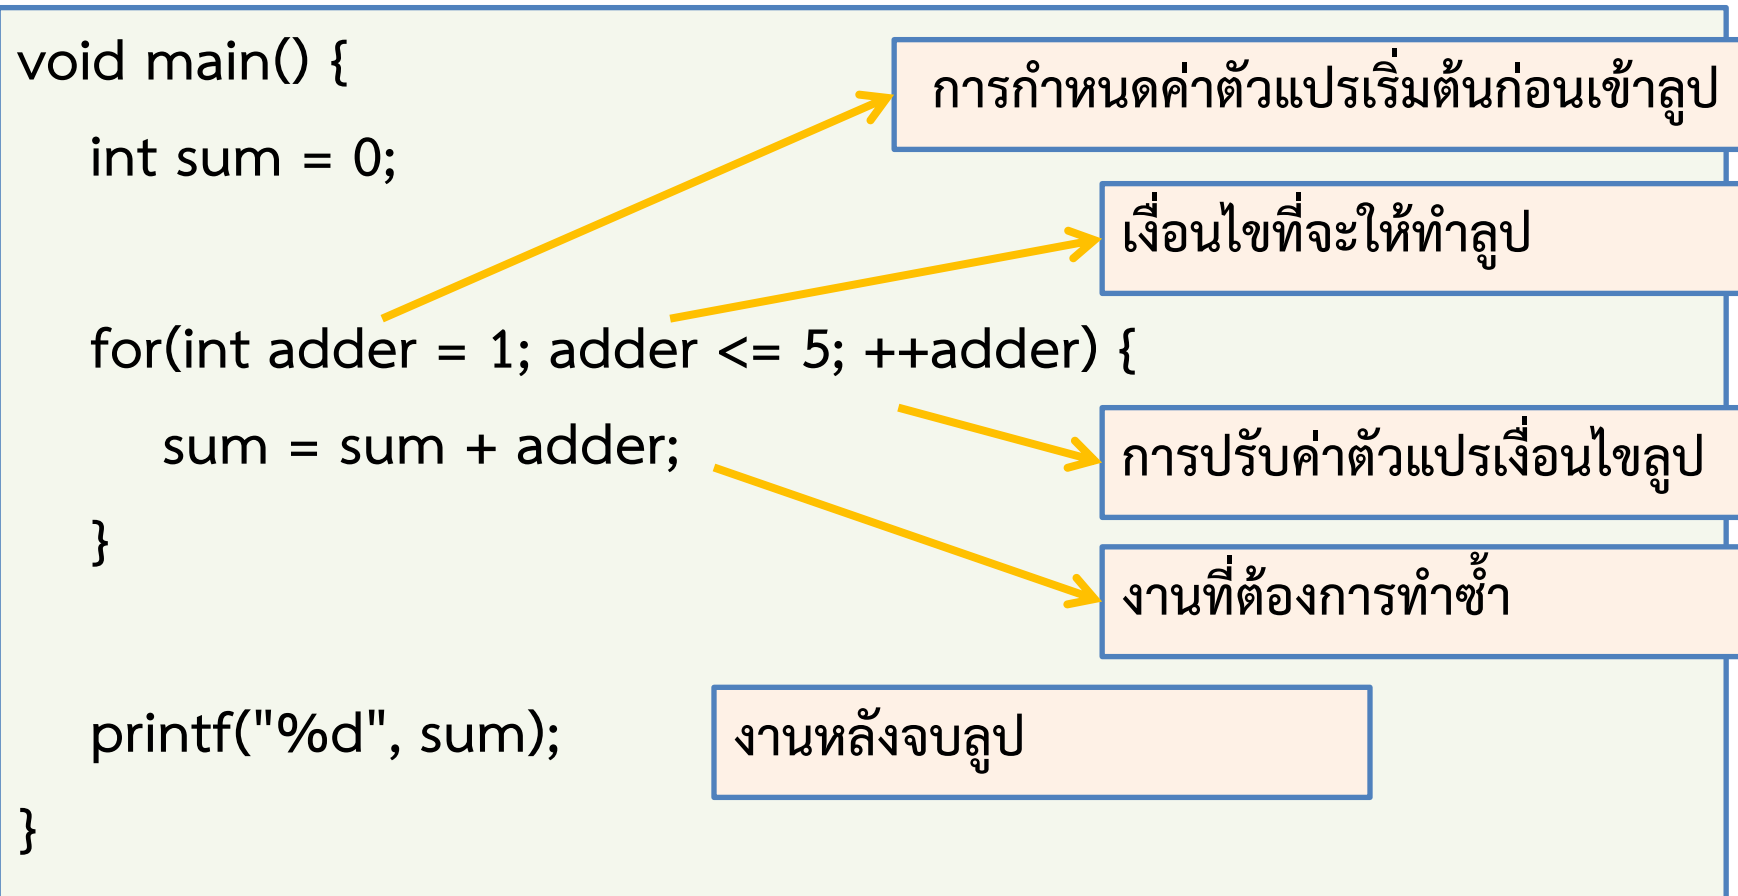 void main() {
การกำหนดค่าตัวแปรเริ่มต้นก่อนเข้าลูป
int sum = 0;
เงื่อนไขที่จะให้ทำลูป
for(int adder = 1; adder <= 5; ++adder) {
sum = sum + adder;
การปรับค่าตัวแปรเงื่อนไขลูป
}
งานที่ต้องการทำซ้ำ
printf("%d", sum);
งานหลังจบลูป
}